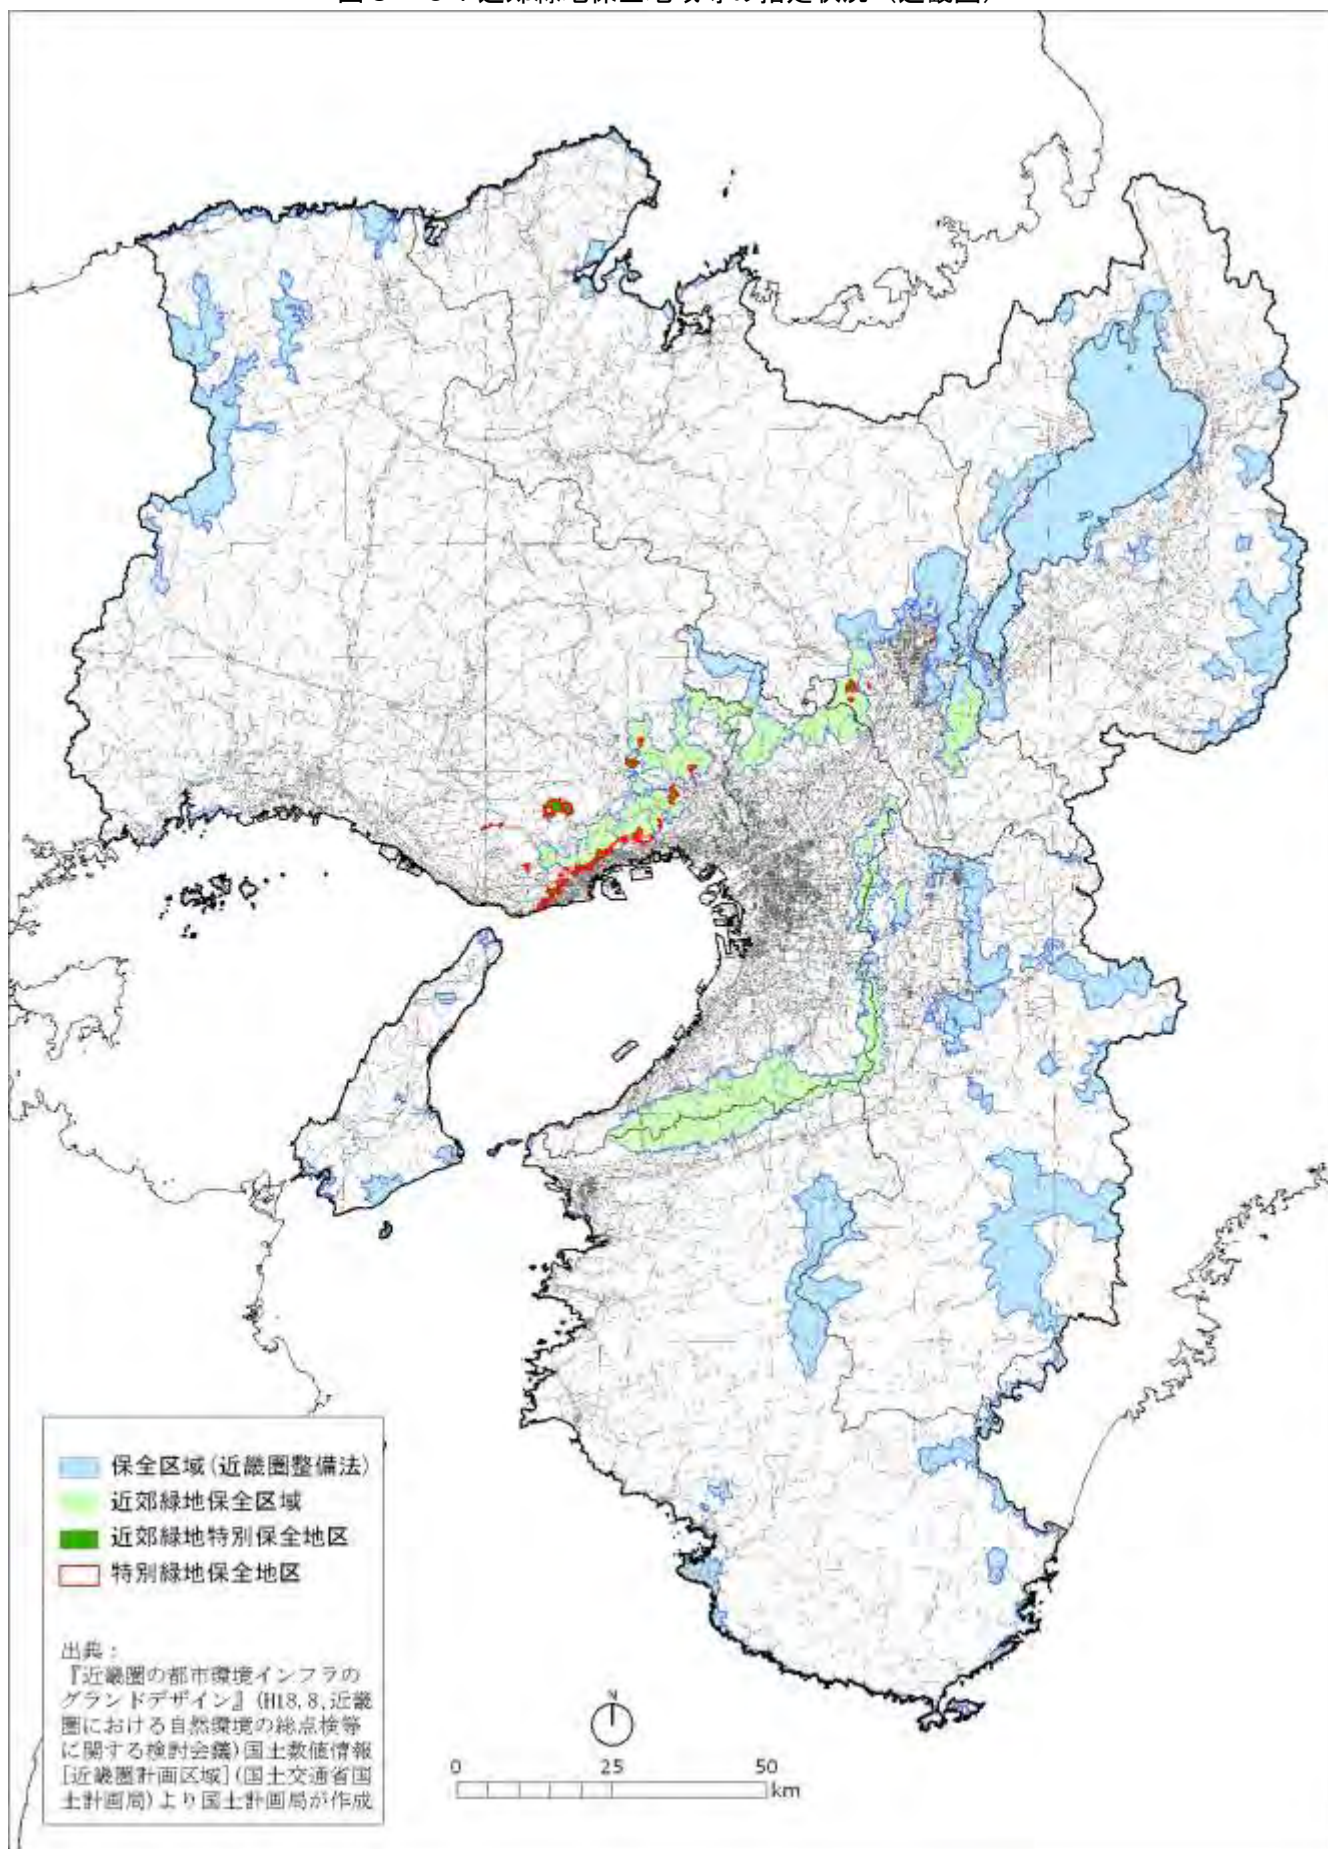 保全区域(近畿圏整備法)
近郊緑地保全区域
近郊緑地特別保全地区
特別緑地保全地区
出典:
『近畿圏の都市環境インフラの
グランドデザイン』(H18.8,近畿
圏における自然環境の総点検等
に関する検討会議)国土数値情報
[近畿圏計画区域](国土交通省国
土計画局)より国土計画局が作成
N
0 25 50
km